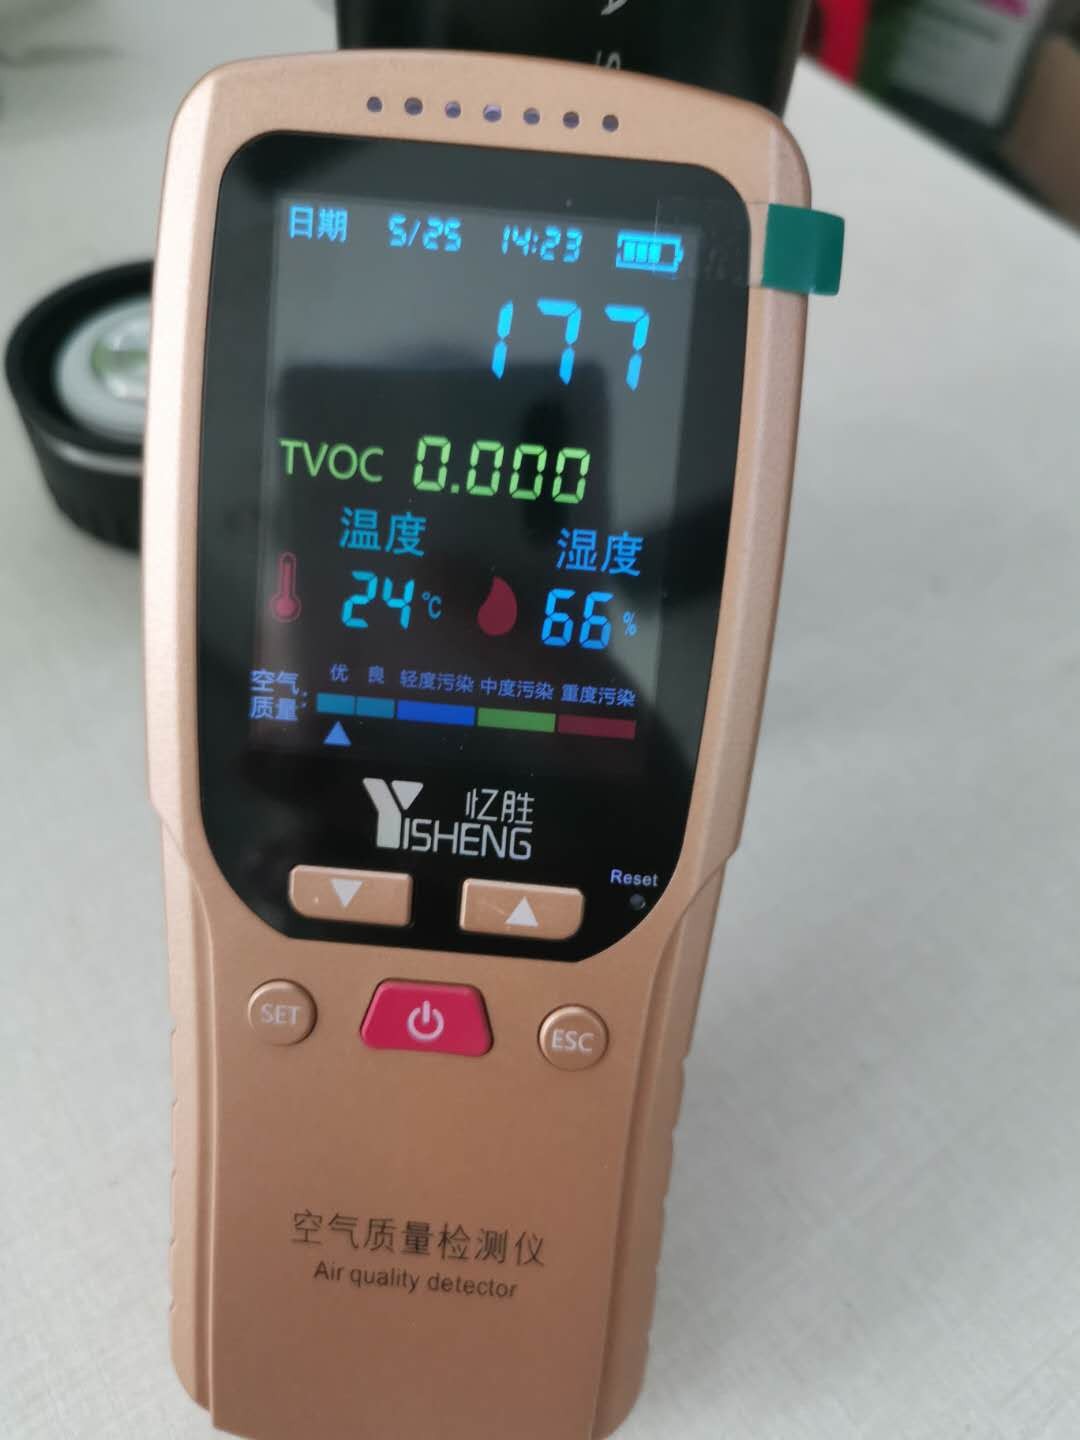 日期 5/25 14:23
177
TVOC 0.000
温度 湿度
24℃ 66%
优 良 轻度污染 中度污染 重度污染
空气
质量:
忆胜
YISHENG
Reset
SET ESC
空气质量检测仪
Air quality detector